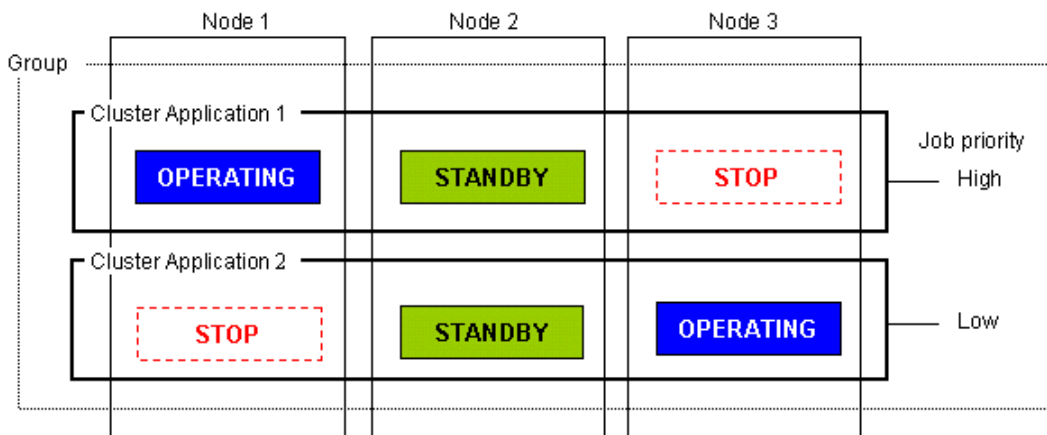 Node 1 Node 2 Node 3
Group
Cluster Application 1
Job priority
OPERATING STANDBY STOP High
Cluster Application 2
STOP STANDBY OPERATING Low